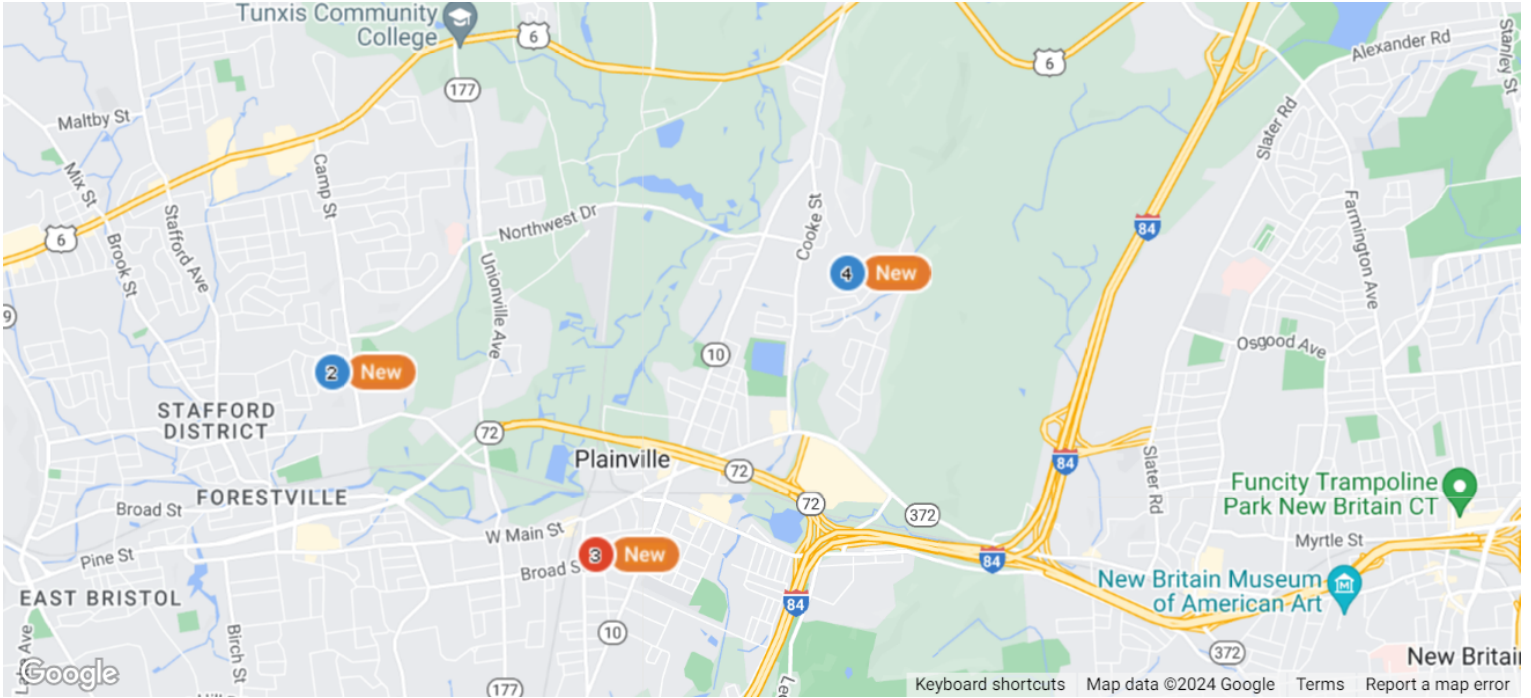 Tunxis Community
College
6
6
Alexander Rd
Stanley St
177
Maltby St
Slater Rd
Mix St
Camp St
Stafford Ave
Farmington Ave
Northwest Dr
Cooke St
84
6
Brook St
Unionville Ave
4
New
9
Osgood Ave
10
2
New
STAFFORD
DISTRICT
72
Plainville
72
84
Slater Rd
Funcity Trampoline
Park New Britain CT
FORESTVILLE
Broad St
72
372
W Main St
Myrtle St
Pine St
3
New
Broad S
84
New Britain Museum
of American Art
EAST BRISTOL
84
Birch St
10
372
New Britai
Ave
Google
177
Keyboard shortcuts
Map data ©2024 Google
Terms
Report a map error